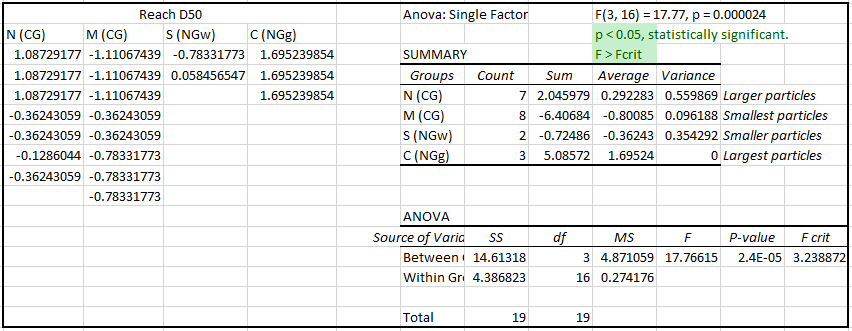 Reach D50 Anova: Single Factor F(3, 16) = 17.77, p = 0.000024
N (CG) M (CG) S (NGw) C (NGg) p < 0.05, statistically significant.
1.08729177 -1.11067439 -0.78331773 1.695239854 SUMMARY F > Fcrit
1.08729177 -1.11067439 0.058456547 1.695239854 Groups Count Sum Average Variance
1.08729177 -1.11067439 1.695239854 N (CG) 7 2.045979 0.292283 0.559869 Larger particles
-0.36243059 -0.36243059 M (CG) 8 -6.40684 -0.80085 0.096188 Smallest particles
-0.36243059 -0.36243059 S (NGw) 2 -0.72486 -0.36243 0.354292 Smaller particles
-0.1286044 -0.78331773 C (NGg) 3 5.08572 1.69524 0 Largest particles
-0.36243059 -0.78331773
-0.78331773
ANOVA
Source of Varia SS df MS F P-value F crit
Between 14.61318 3 4.871059 17.76615 2.4E-05 3.238872
Within Gr 4.386823 16 0.274176
Total 19 19